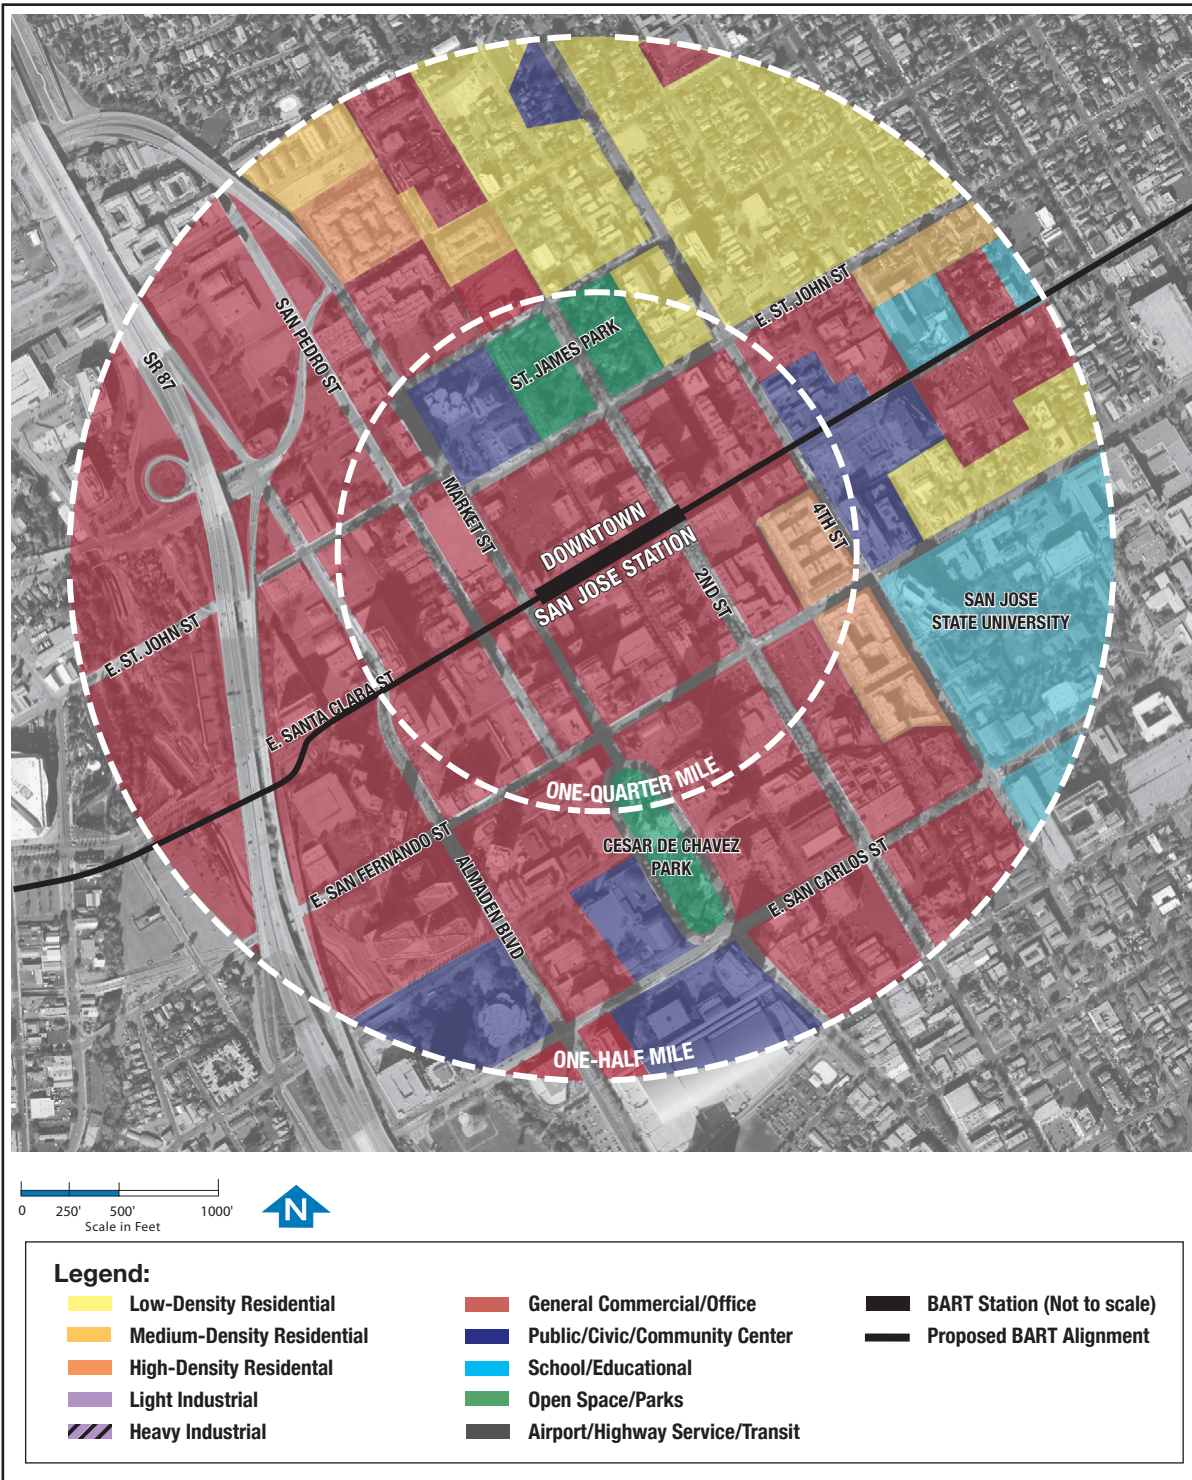 E. ST. JOHN ST
SAN PEDRO ST
ST. JAMES PARK
SR 87
MARKET ST
DOWNTOWN
SAN JOSE STATION
4TH ST
2ND ST
SAN JOSE
STATE UNIVERSITY
E. ST. JOHN ST
E. SANTA CLARA ST
ONE-QUARTER MILE
CESAR DE CHAVEZ
PARK
E. SAN FERNANDO ST
ALMADEN BLVD
E. SAN CARLOS ST
ONE-HALF MILE
0 250' 500' 1000'
Scale in Feet
N
Legend:
Low-Density Residential
Medium-Density Residential
High-Density Residental
Light Industrial
Heavy Industrial
General Commercial/Office
Public/Civic/Community Center
School/Educational
Open Space/Parks
Airport/Highway Service/Transit
BART Station (Not to scale)
Proposed BART Alignment